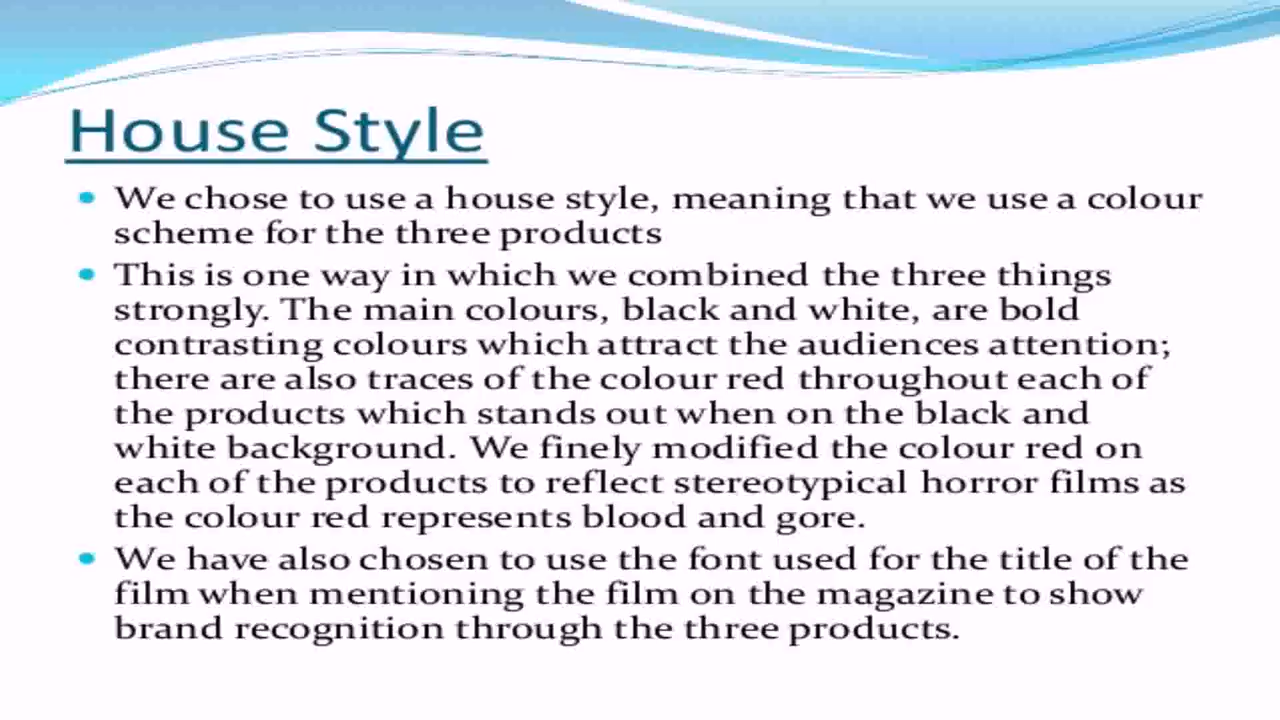 House Style
• We chose to use a house style, meaning that we use a colour
scheme for the three products
• This is one way in which we combined the three things
strongly. The main colours, black and white, are bold
contrasting colours which attract the audiences attention;
there are also traces of the colour red throughout each of
the products which stands out when on the black and
white background. We finely modified the colour red on
each of the products to reflect stereotypical horror films as
the colour red represents blood and gore.
• We have also chosen to use the font used for the title of the
film when mentioning the film on the magazine to show
brand recognition through the three products.